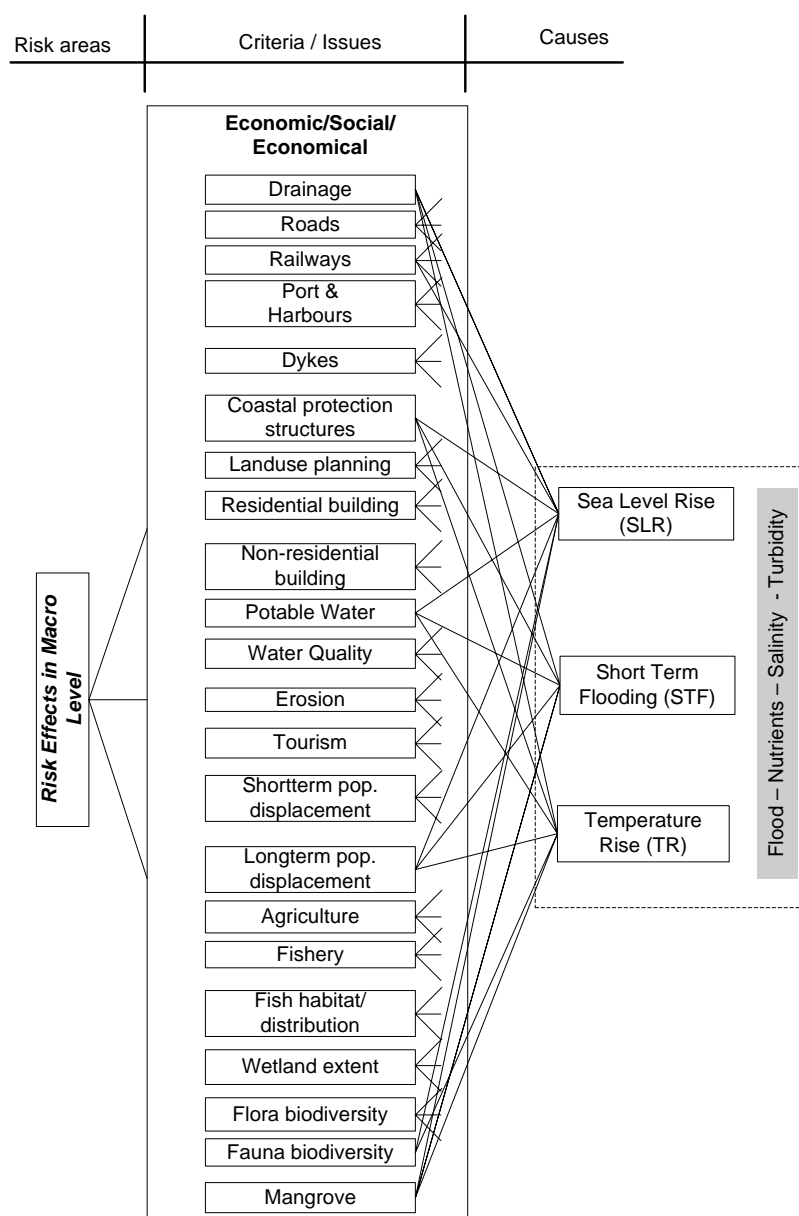 Risk areas
Criteria / Issues
Causes
Economic/Social/
Economical
Drainage
Roads
Railways
Port &
Harbours
Dykes
Coastal protection
structures
Landuse planning
Residential building
Non-residential
building
Potable Water
Water Quality
Erosion
Tourism
Shortterm pop.
displacement
Longterm pop.
displacement
Agriculture
Fishery
Fish habitat/
distribution
Wetland extent
Flora biodiversity
Fauna biodiversity
Mangrove
Risk Effects in Macro
Level
Sea Level Rise
(SLR)
Short Term
Flooding (STF)
Temperature
Rise (TR)
Flood – Nutrients – Salinity - Turbidity